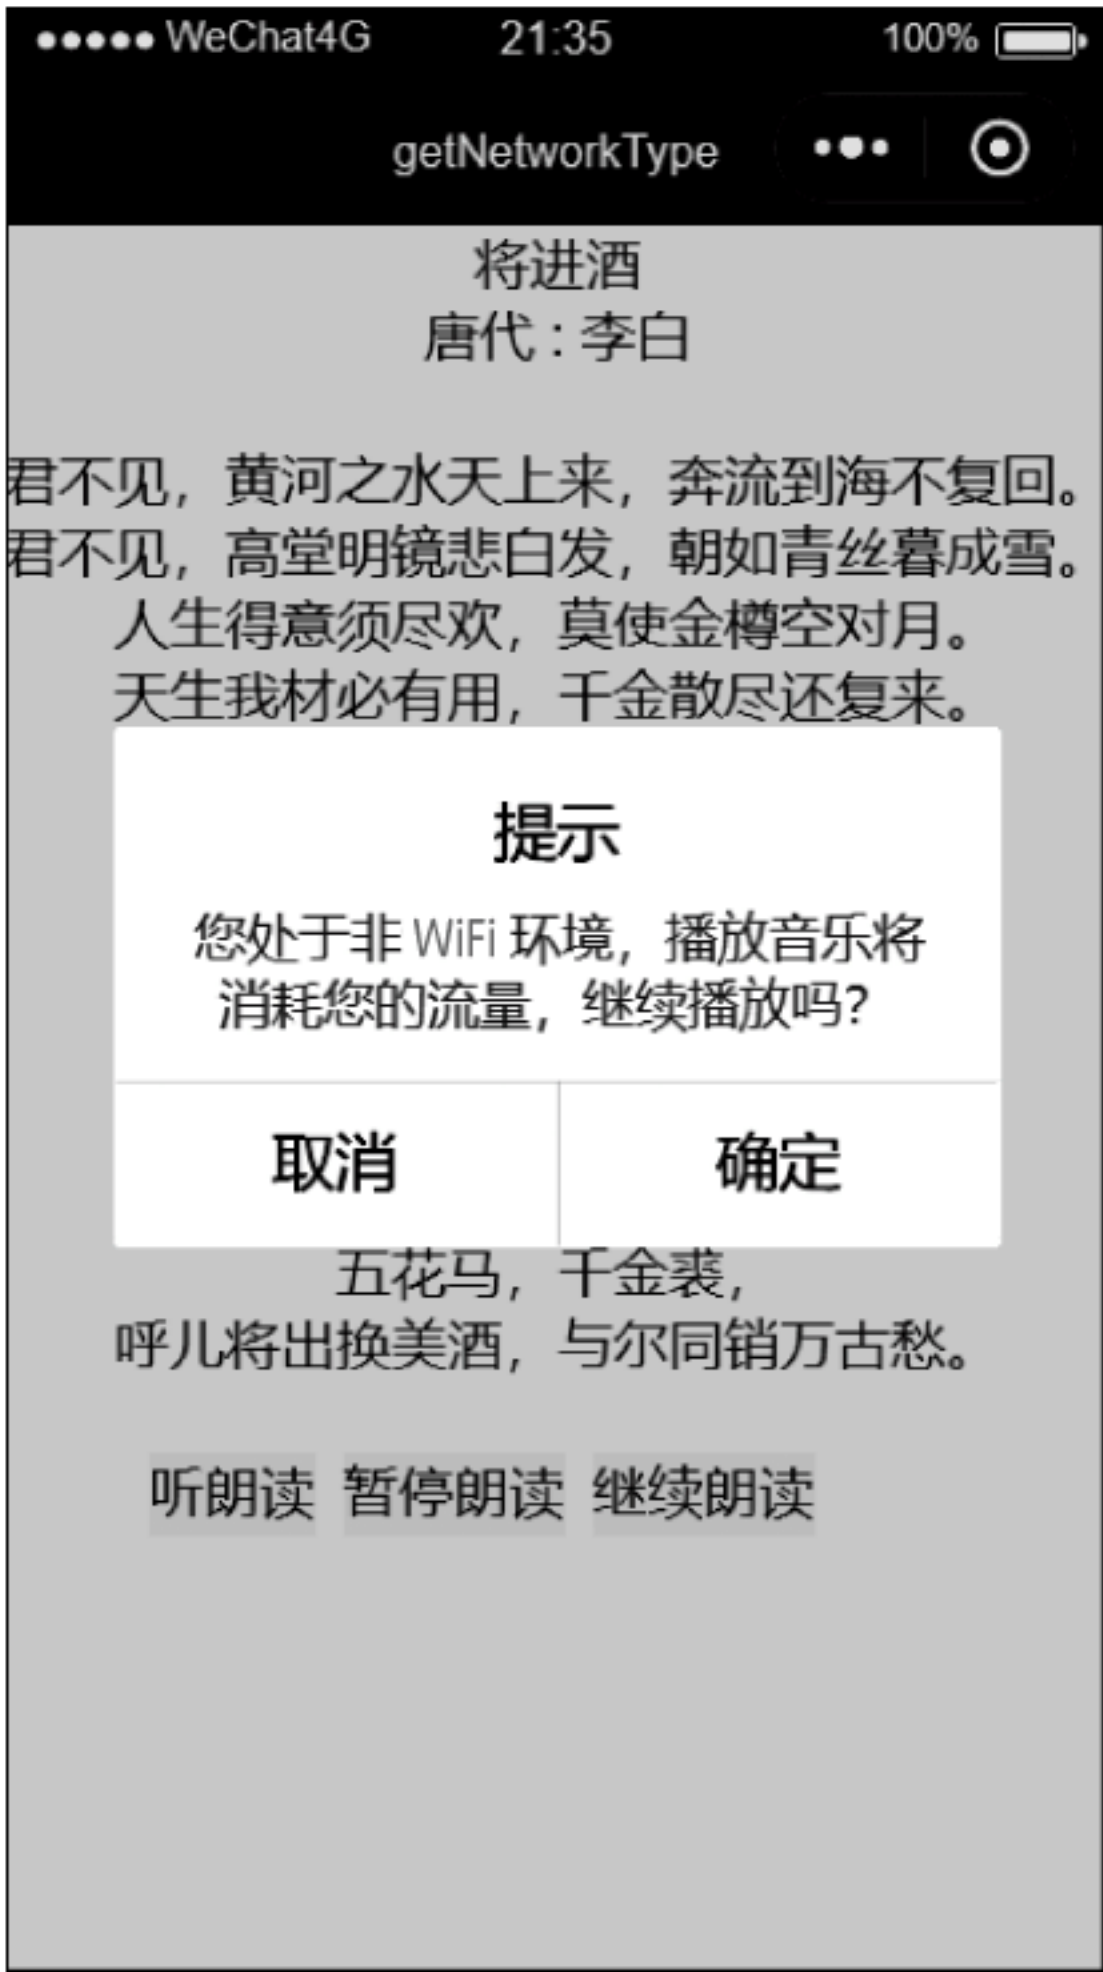 WeChat4G 21:35 100%
getNetworkType
将进酒
唐代：李白
君不见，黄河之水天上来，奔流到海不复回。
君不见，高堂明镜悲白发，朝如青丝暮成雪。
人生得意须尽欢，莫使金樽空对月。
天生我材必有用，千金散尽还复来。
提示
您处于非 WiFi 环境，播放音乐将
消耗您的流量，继续播放吗？
取消 确定
五花马，千金裘，
呼儿将出换美酒，与尔同销万古愁。
听朗读 暂停朗读 继续朗读